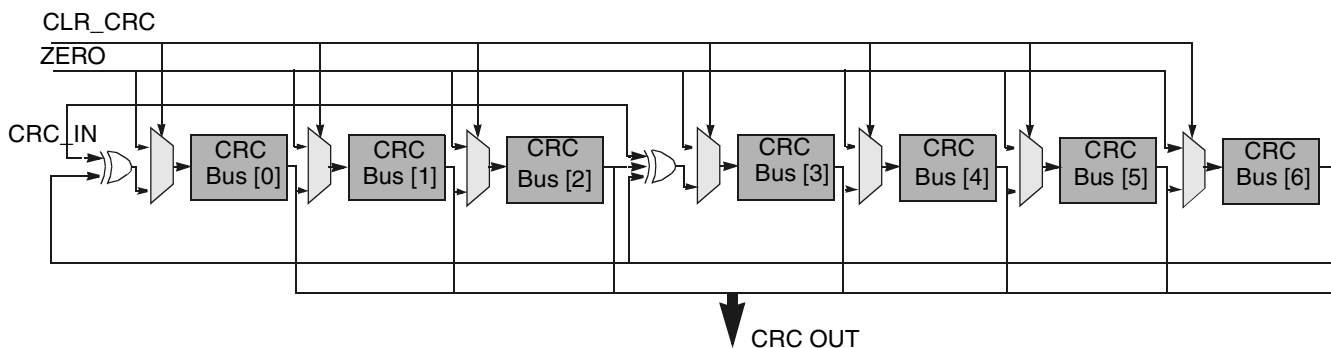 CLR_CRC
ZERO
CRC_IN
CRC
Bus [0]
CRC
Bus [1]
CRC
Bus [2]
CRC
Bus [3]
CRC
Bus [4]
CRC
Bus [5]
CRC
Bus [6]
CRC OUT